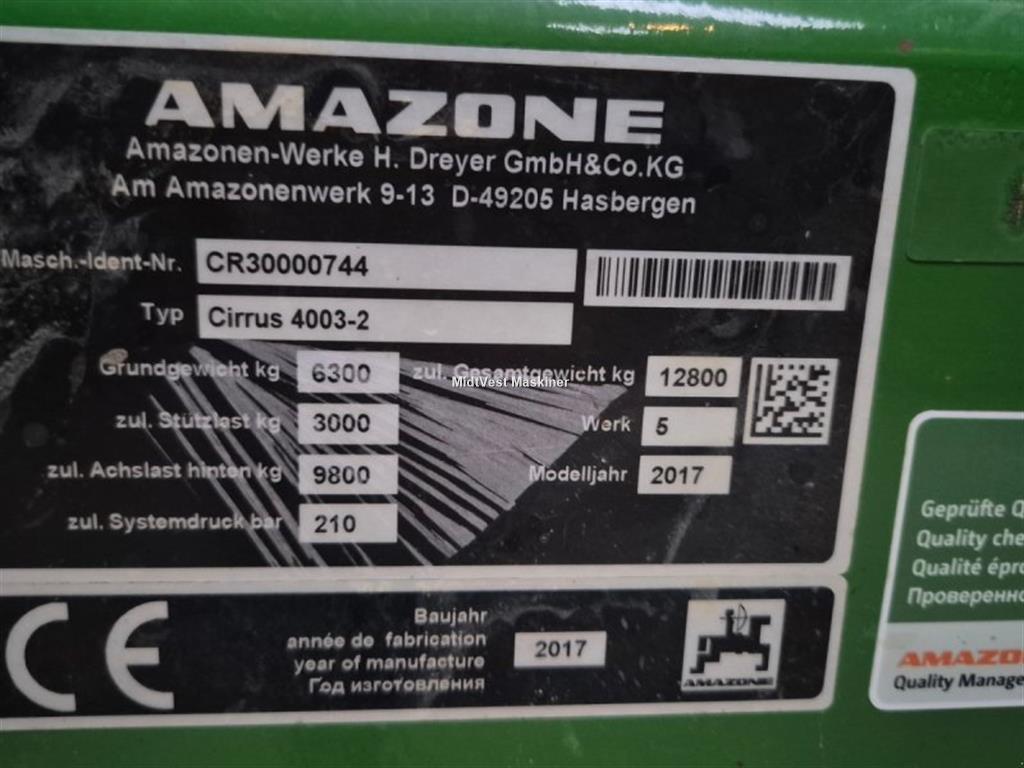 AMAZONE
Amazonen-Werke H. Dreyer GmbH&Co.KG
Am Amazonenwerk 9-13 D-49205 Hasbergen
Masch.-Ident-Nr. CR30000744
Typ Cirrus 4003-2
Grundgewicht kg 6300 zul. Gesamtgewicht kg 12800
MidtVest Maskiner
zul. Stützlast kg 3000 Werk 5
zul. Achslast hinten kg 9800 Modelljahr 2017
zul. Systemdruck bar 210
CE
Baujahr
année de fabrication
year of manufacture 2017
Год изготовления
AMAZONE
Geprüfte Q
Quality che
Qualité épro
Проверенно
AMAZO
Quality Manage